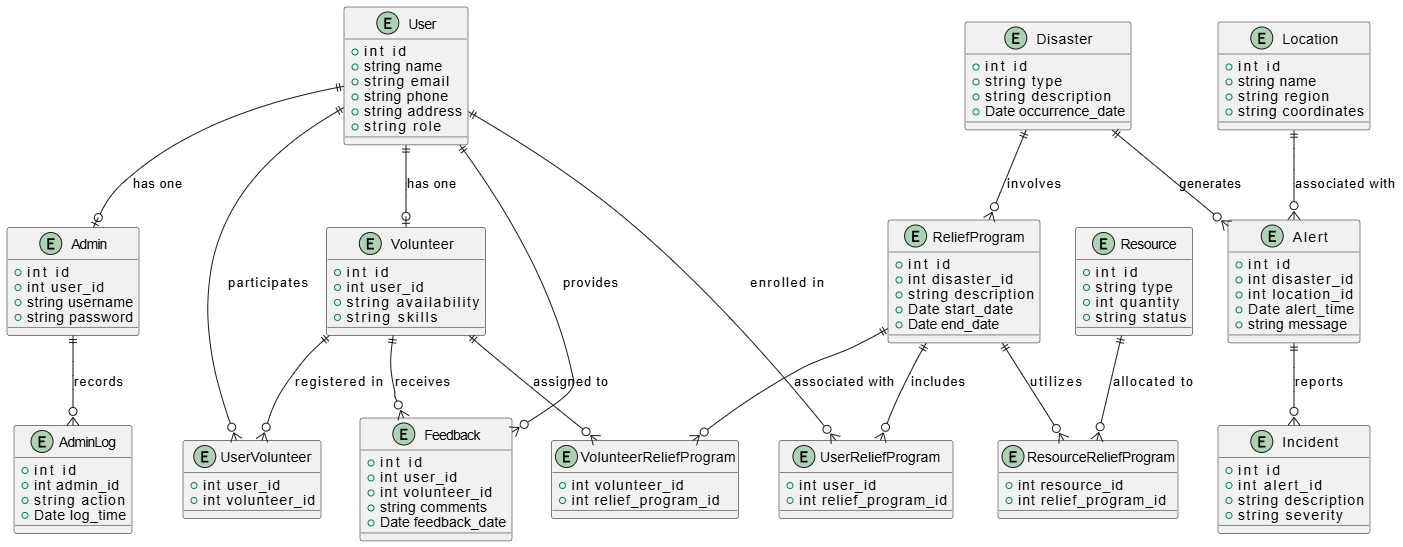 E User
int id
string name
string email
string phone
string address
string role
E Disaster
int id
string type
string description
Date occurrence_date
E Location
int id
string name
string region
string coordinates
has one
has one
involves
generates
associated with
E Admin
int id
int user_id
string username
string password
E Volunteer
int id
int user_id
string availability
string skills
E ReliefProgram
int id
int disaster_id
string description
Date start_date
Date end_date
E Resource
int id
string type
int quantity
string status
E Alert
int id
int disaster_id
int location_id
Date alert_time
string message
participates
provides
enrolled in
records
registered in
receives
assigned to
associated with
includes
utilizes
allocated to
reports
E AdminLog
int id
int admin_id
string action
Date log_time
E UserVolunteer
int user_id
int volunteer_id
E Feedback
int id
int user_id
int volunteer_id
string comments
Date feedback_date
E VolunteerReliefProgram
int volunteer_id
int relief_program_id
E UserReliefProgram
int user_id
int relief_program_id
E ResourceReliefProgram
int resource_id
int relief_program_id
E Incident
int id
int alert_id
string description
string severity